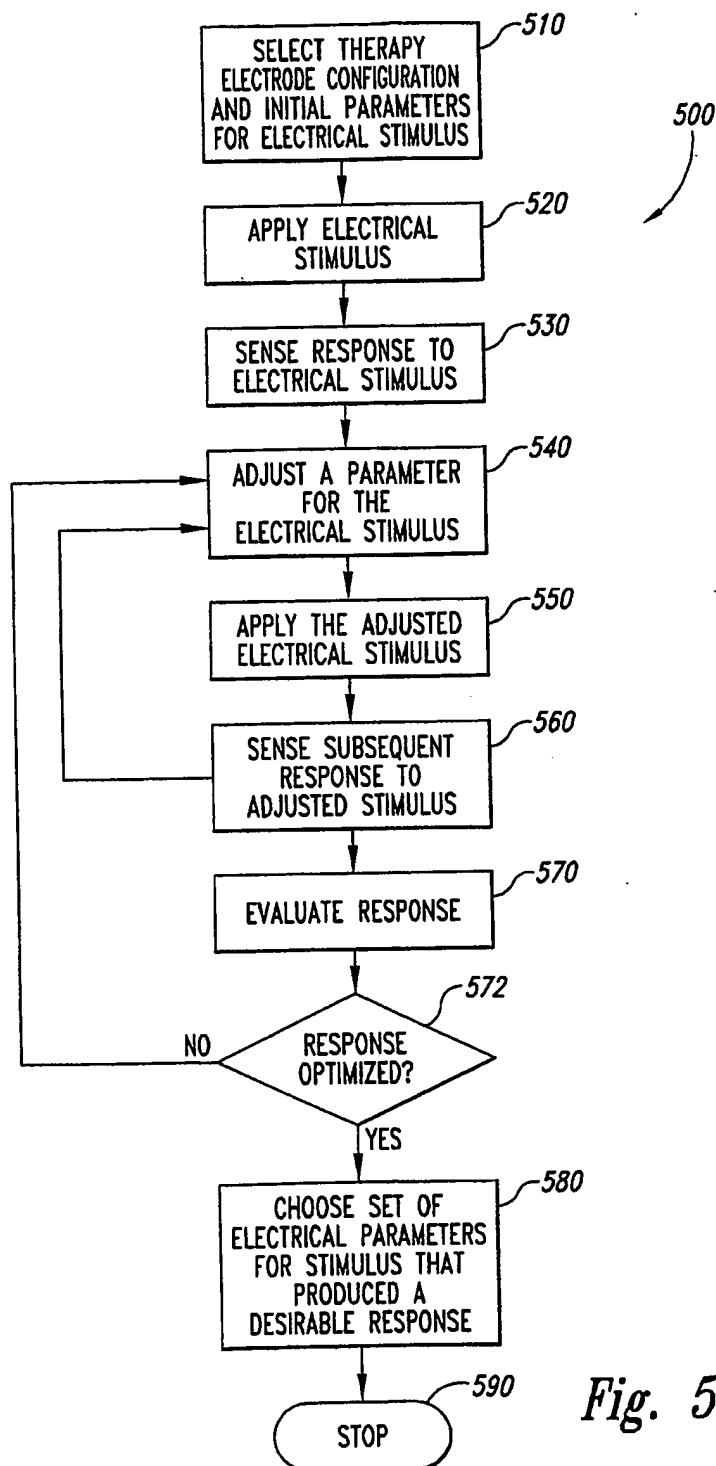 SELECT THERAPY
ELECTRODE CONFIGURATION
AND INITIAL PARAMETERS
FOR ELECTRICAL STIMULUS
510
500
APPLY ELECTRICAL
STIMULUS
520
SENSE RESPONSE TO
ELECTRICAL STIMULUS
530
ADJUST A PARAMETER
FOR THE
ELECTRICAL STIMULUS
540
APPLY THE ADJUSTED
ELECTRICAL STIMULUS
550
SENSE SUBSEQUENT
RESPONSE TO
ADJUSTED STIMULUS
560
EVALUATE RESPONSE
570
RESPONSE
OPTIMIZED?
572
NO
YES
CHOOSE SET OF
ELECTRICAL PARAMETERS
FOR STIMULUS THAT
PRODUCED A
DESIRABLE RESPONSE
580
STOP
590
Fig. 5